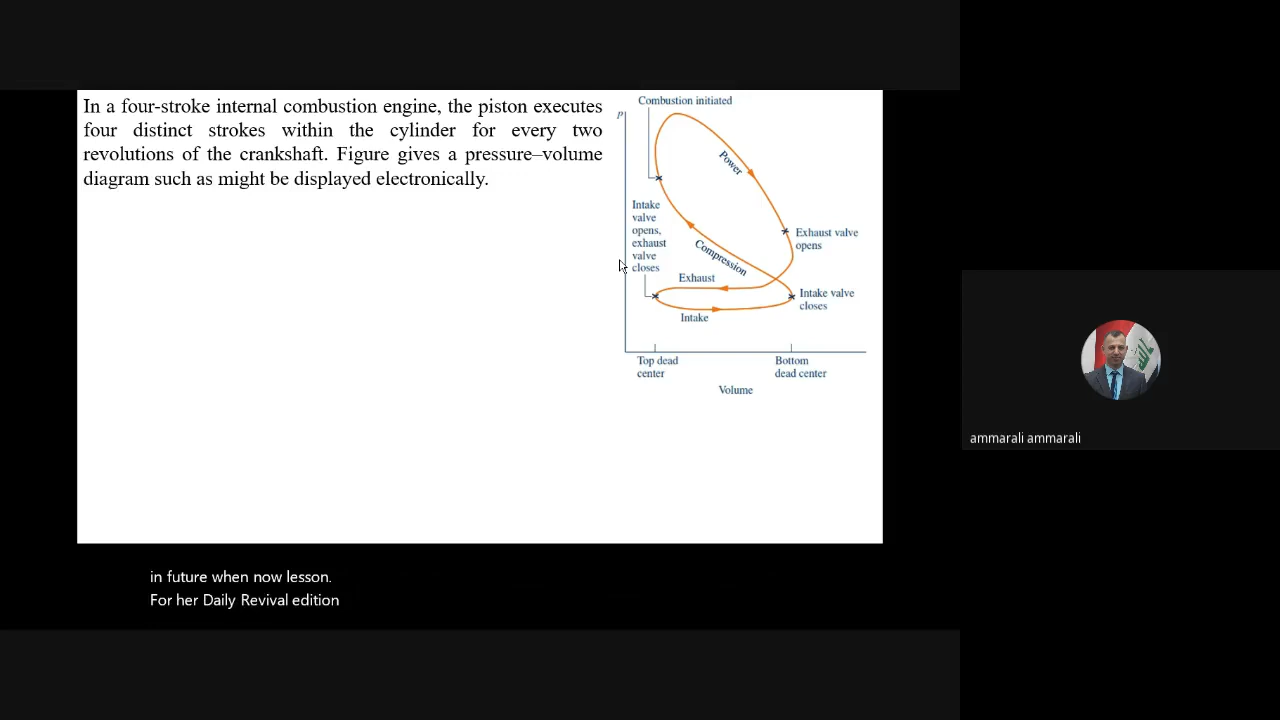 In a four-stroke internal combustion engine, the piston executes
four distinct strokes within the cylinder for every two
revolutions of the crankshaft. Figure gives a pressure–volume
diagram such as might be displayed electronically.
Combustion initiated
p
Power
Intake
valve
opens,
exhaust
valve
closes
Exhaust valve
opens
Compression
Exhaust
Intake valve
closes
Intake
Top dead
center
Bottom
dead center
Volume
ammarali ammarali
in future when now lesson.
For her Daily Revival edition